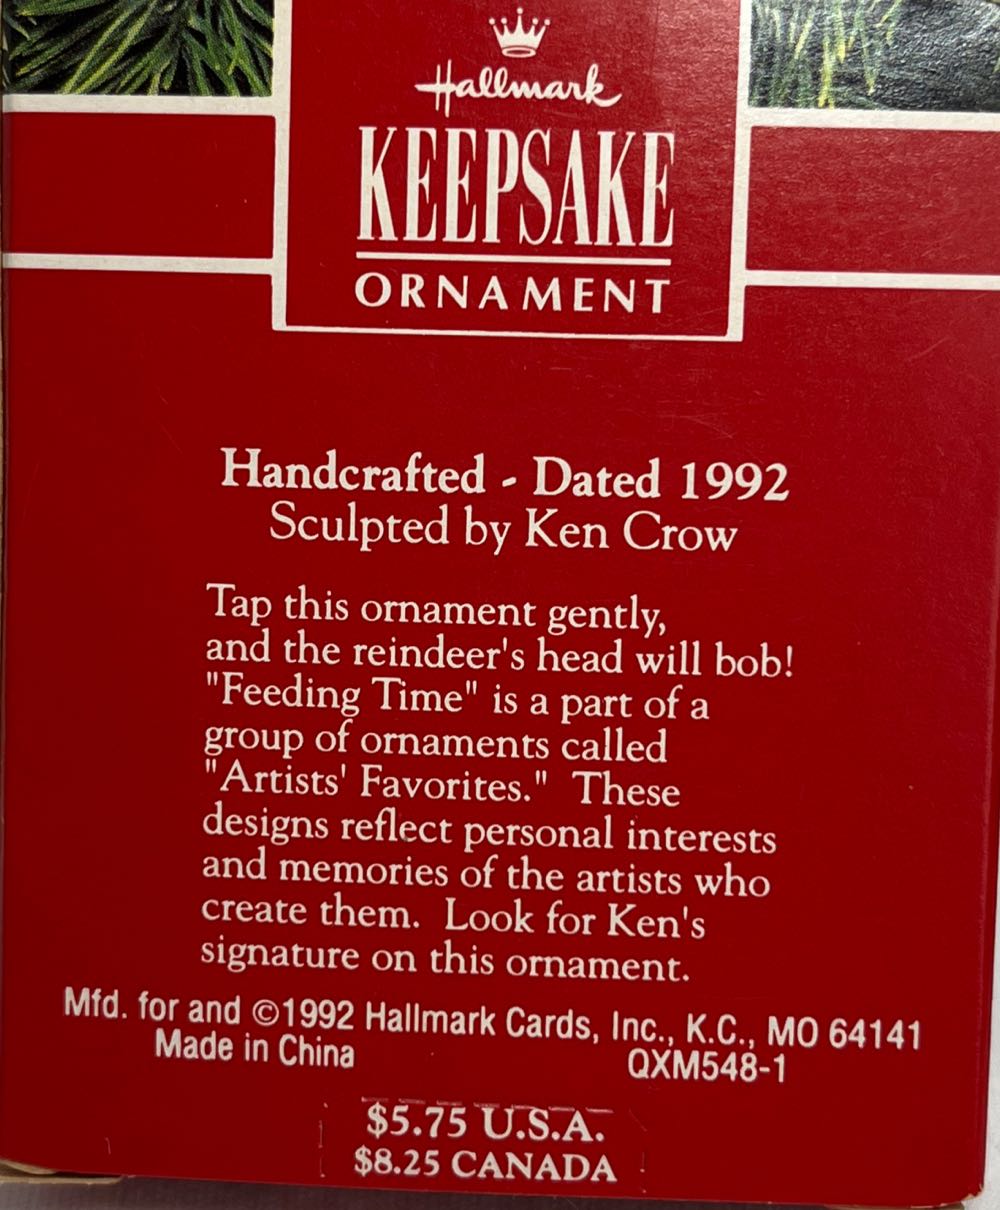 Hallmark
KEEPSAKE
ORNAMENT
Handcrafted - Dated 1992
Sculpted by Ken Crow
Tap this ornament gently,
and the reindeer's head will bob!
"Feeding Time" is a part of a
group of ornaments called
"Artists' Favorites." These
designs reflect personal interests
and memories of the artists who
create them. Look for Ken's
signature on this ornament.
Mfd. for and ©1992 Hallmark Cards, Inc., K.C., MO 64141
Made in China QXM548-1
$5.75 U.S.A.
$8.25 CANADA